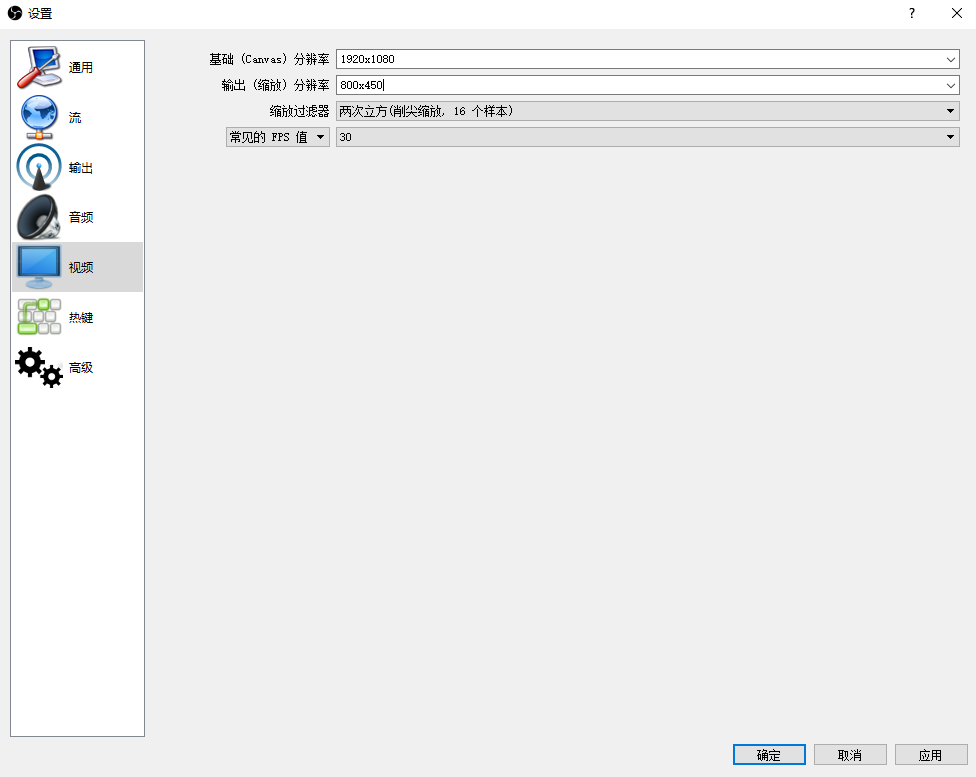 设置
?
通用
流
输出
音频
视频
热键
高级
基础（Canvas）分辨率 1920x1080
输出（缩放）分辨率 800x450
缩放过滤器 两次立方(削尖缩放, 16 个样本)
常见的 FPS 值 30
确定 取消 应用